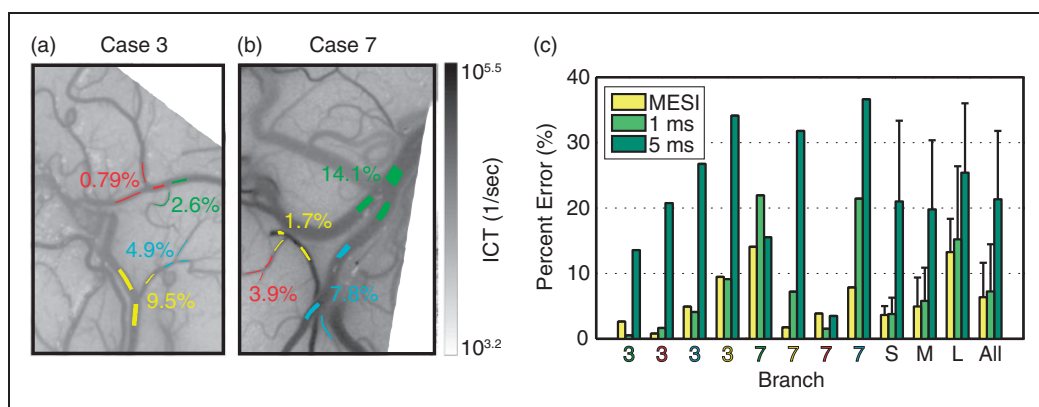 (a) Case 3
0.79%
2.6%
4.9%
9.5%
(b) Case 7
14.1%
1.7%
3.9%
7.8%
10^5.5
ICT (1/sec)
10^3.2
(c)
Percent Error (%)
40
30
20
10
0
MESI
1 ms
5 ms
3 3 3 3 7 7 7 7 S M L All
Branch